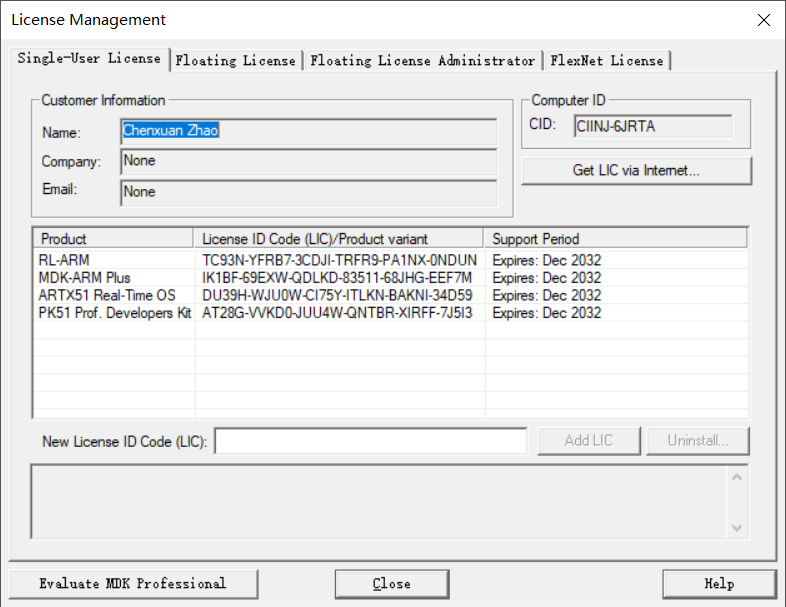 License Management
Single-User License
Floating License
Floating License Administrator
FlexNet License
Customer Information
Name: Chenxuan Zhao
Company: None
Email: None
Computer ID
CID: CIINJ-6JRTA
Get LIC via Internet...
Product License ID Code (LIC)/Product variant Support Period
RL-ARM TC93N-YFRB7-3CDJI-TRFR9-PA1NX-0NDUN Expires: Dec 2032
MDK-ARM Plus IK1BF-69EXW-QDLKD-83511-68JHG-EEF7M Expires: Dec 2032
ARTX51 Real-Time OS DU39H-WJU0W-CI75Y-ITLKN-BAKNI-34D59 Expires: Dec 2032
PK51 Prof. Developers Kit AT28G-VVKD0-JUU4W-QNTBR-XIRFF-7J5I3 Expires: Dec 2032
New License ID Code (LIC):
Add LIC
Uninstall...
Evaluate MDK Professional
Close
Help